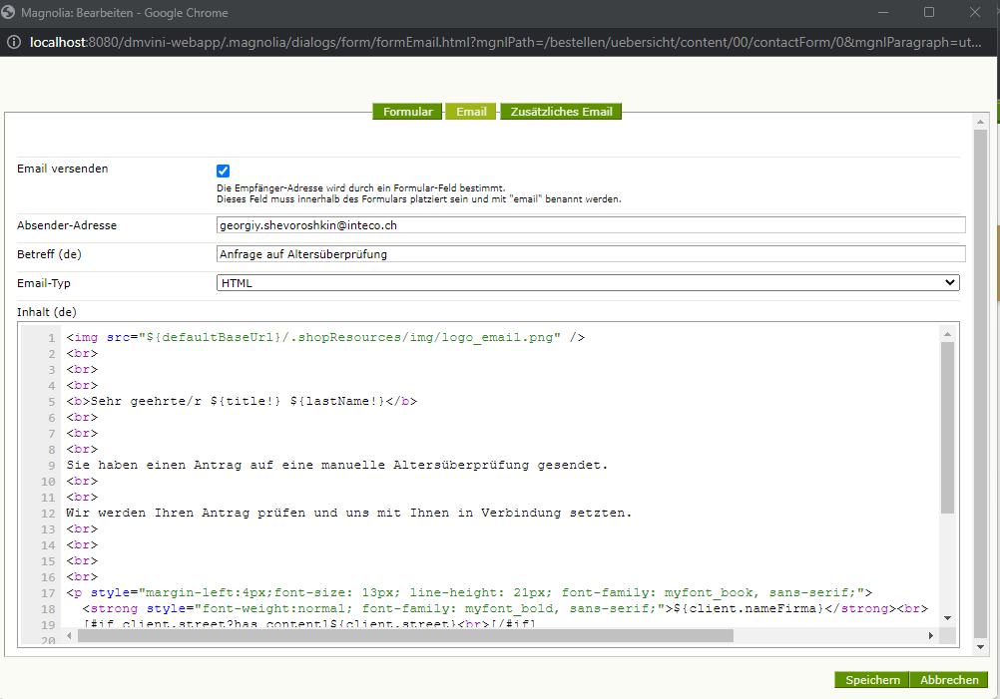 Magnolia: Bearbeiten - Google Chrome
localhost:8080/dmvini-webapp/.magnolia/dialogs/form/formEmail.html?mgnlPath=/bestellen/uebersicht/content/00/contactForm/0&mgnlParagraph=ut...
Formular Email Zusätzliches Email
Email versenden
Die Empfänger-Adresse wird durch ein Formular-Feld bestimmt.
Dieses Feld muss innerhalb des Formulars platziert sein und mit "email" benannt werden.
Absender-Adresse georgiy.shevoroshkin@inteco.ch
Betreff (de) Anfrage auf Altersüberprüfung
Email-Typ HTML
Inhalt (de)
1 <img src="${defaultBaseUrl}/.shopResources/img/logo_email.png" />
2 <br>
3 <br>
4 <br>
5 <b>Sehr geehrte/r ${title!} ${lastName!}</b>
6 <br>
7 <br>
8 <br>
9 Sie haben einen Antrag auf eine manuelle Altersüberprüfung gesendet.
10 <br>
11 <br>
12 Wir werden Ihren Antrag prüfen und uns mit Ihnen in Verbindung setzten.
13 <br>
14 <br>
15 <br>
16 <br>
17 <p style="margin-left:4px;font-size: 13px; line-height: 21px; font-family: myfont_book, sans-serif;">
18 <strong style="font-weight:normal; font-family: myfont_bold, sans-serif;">${client.nameFirma}</strong><br>
19 [#if client.street?has_content]${client.street}<br>[/#if]
20
Speichern Abbrechen